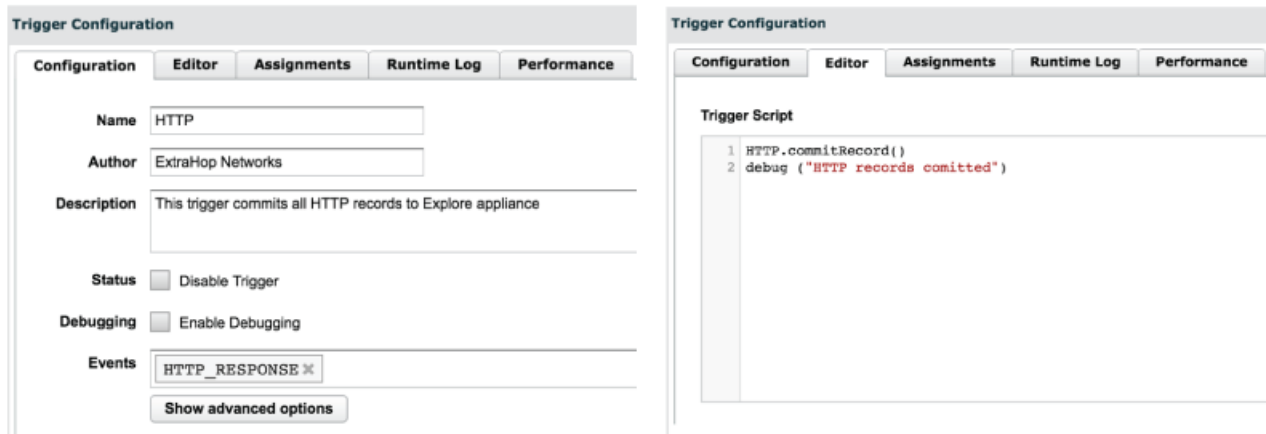 Trigger Configuration
Configuration Editor Assignments Runtime Log Performance
Name HTTP
Author ExtraHop Networks
Description This trigger commits all HTTP records to Explore appliance
Status Disable Trigger
Debugging Enable Debugging
Events HTTP_RESPONSE ×
Show advanced options
Trigger Configuration
Configuration Editor Assignments Runtime Log Performance
Trigger Script
1 HTTP.commitRecord()
2 debug ("HTTP records comitted")